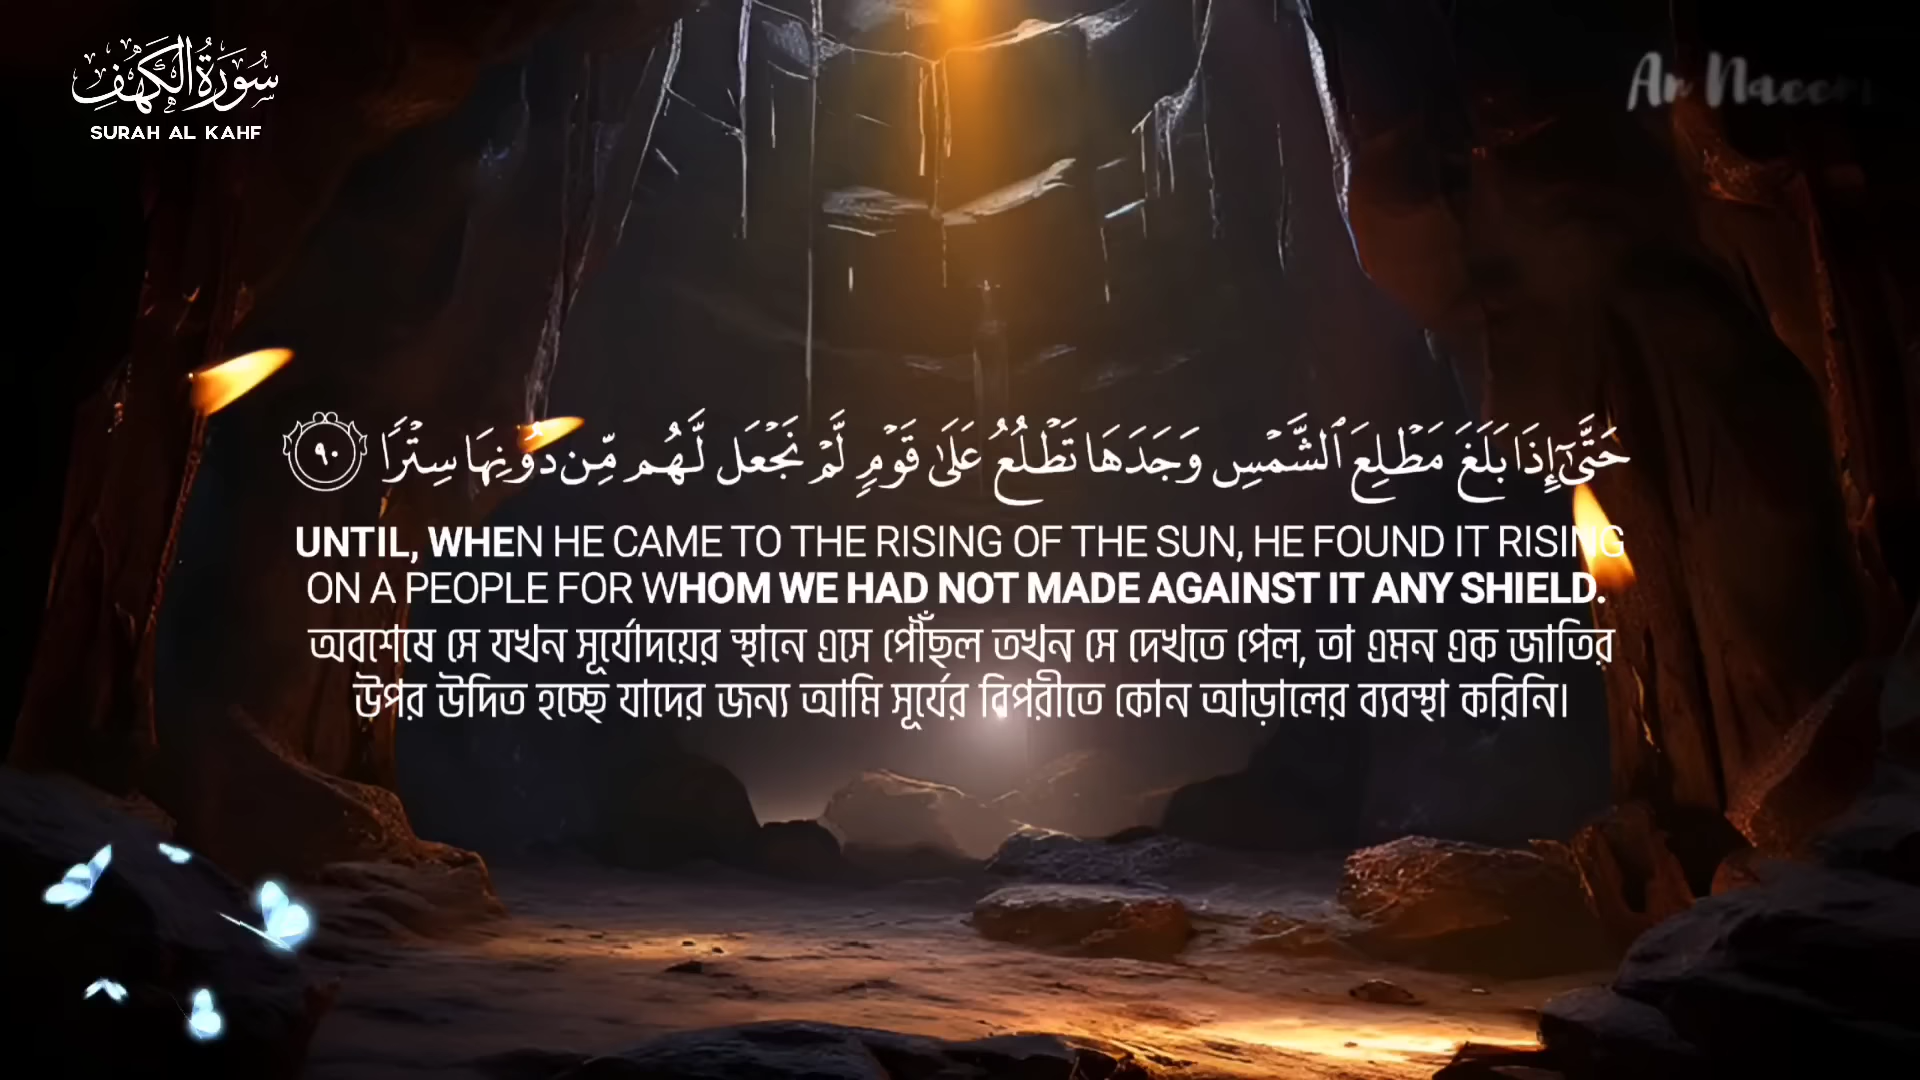 سُورَةُ الكَهْفِ
SURAH AL KAHF
An Naeem
حَتَّىٰٓ إِذَا بَلَغَ مَطْلِعَ ٱلشَّمْسِ وَجَدَهَا تَطْلُعُ عَلَىٰ قَوْمٍ لَّمْ نَجْعَل لَّهُم مِّن دُونِهَا سِتْرًا ٩٠
UNTIL, WHEN HE CAME TO THE RISING OF THE SUN, HE FOUND IT RISING
ON A PEOPLE FOR WHOM WE HAD NOT MADE AGAINST IT ANY SHIELD.
অবশেষে সে যখন সূর্যোদয়ের স্থানে এসে পৌঁছল তখন সে দেখতে পেল, তা এমন এক জাতির
উপর উদিত হচ্ছে যাদের জন্য আমি সূর্যের বিপরীতে কোন আড়ালের ব্যবস্থা করিনি।